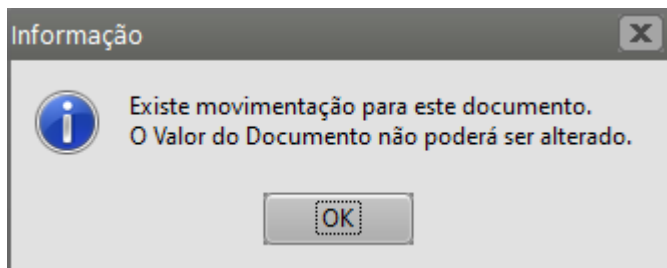 Informação
Existe movimentação para este documento.
O Valor do Documento não poderá ser alterado.
OK